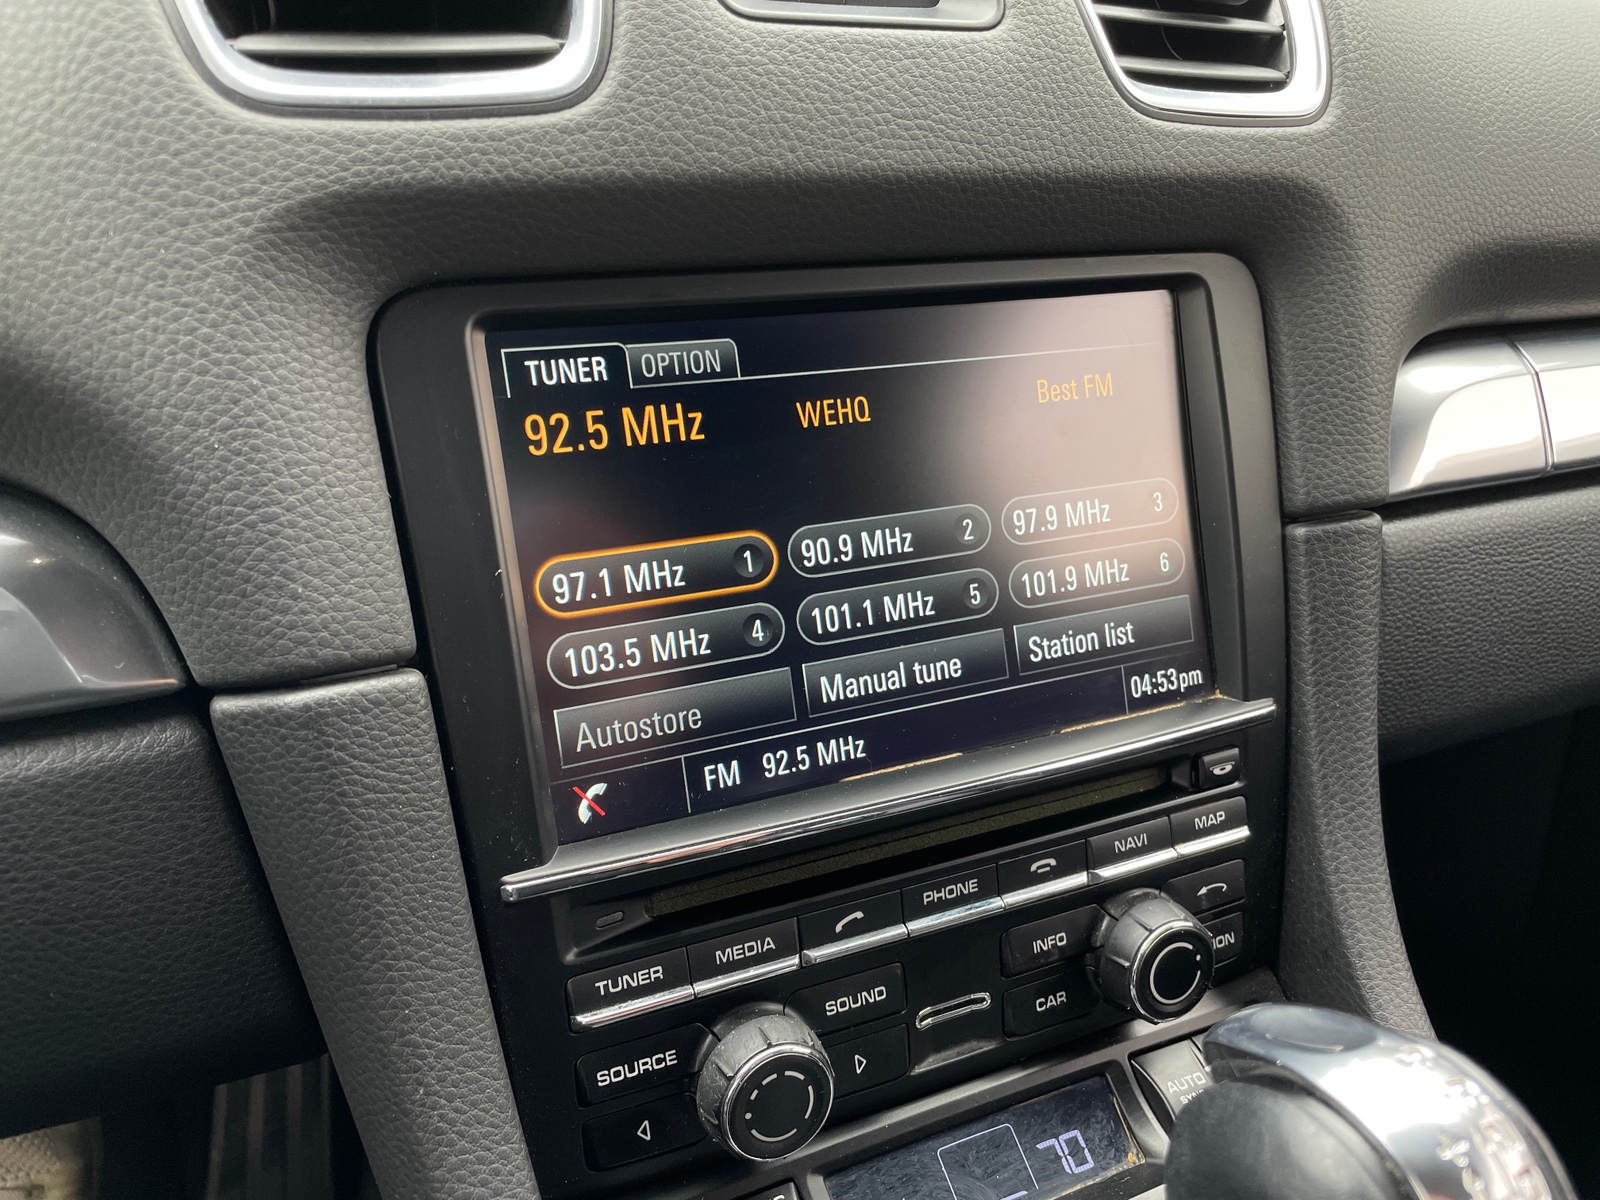 TUNER OPTION
92.5 MHz WEHQ Best FM
97.1 MHz 1 90.9 MHz 2 97.9 MHz 3
103.5 MHz 4 101.1 MHz 5 101.9 MHz 6
Autostore Manual tune Station list
FM 92.5 MHz 04:53pm
TUNER MEDIA PHONE NAVI MAP
SOURCE SOUND INFO
CAR
AUTO
70